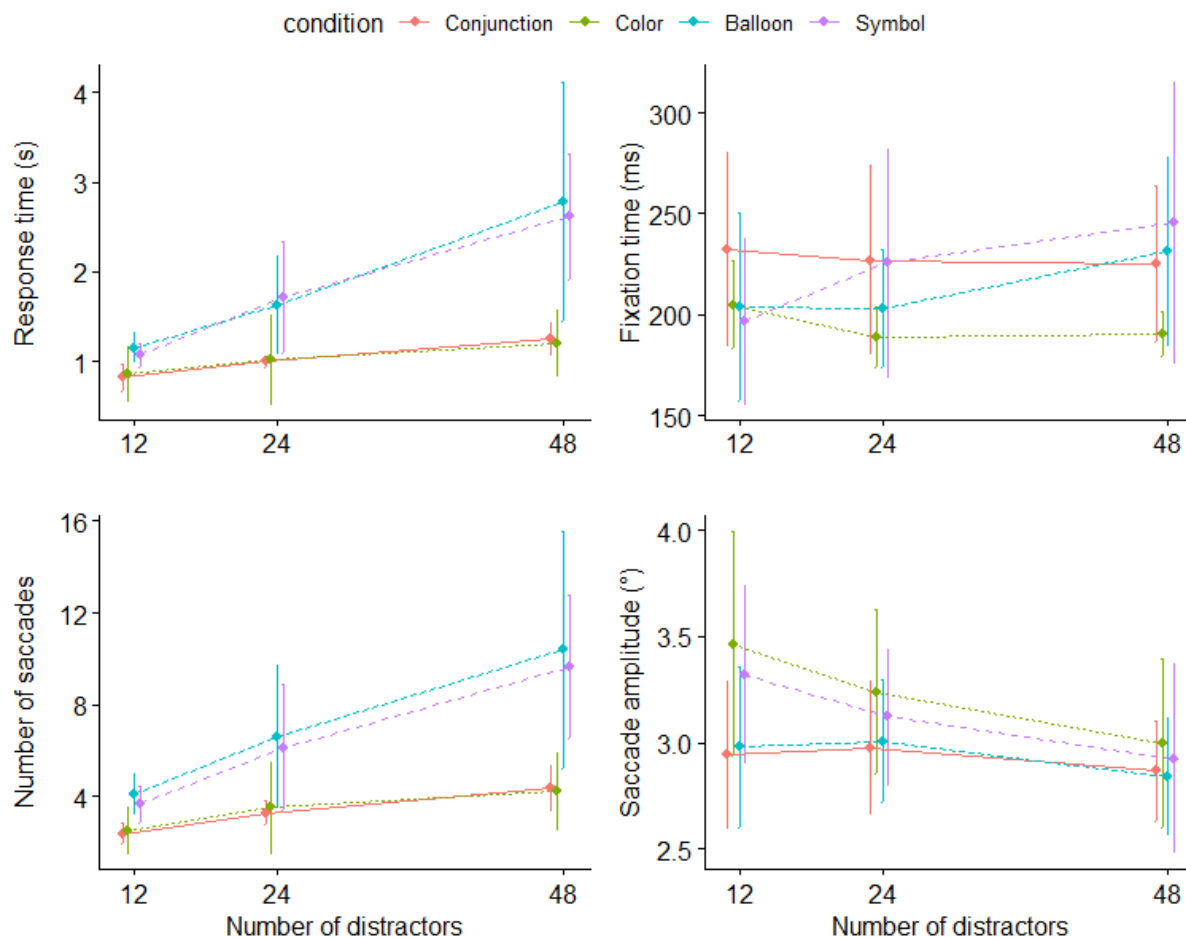 condition Conjunction Color Balloon Symbol
Response time (s)
4
3
2
1
12 24 48
Fixation time (ms)
300
250
200
150
12 24 48
Number of saccades
16
12
8
4
12 24 48
Number of distractors
Saccade amplitude (°)
4.0
3.5
3.0
2.5
12 24 48
Number of distractors